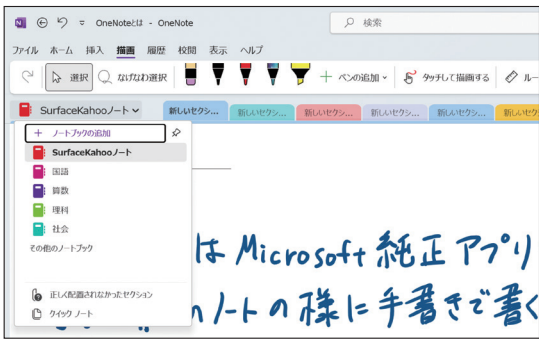 OneNoteとは - OneNote
検索
ファイル ホーム 挿入 描画 履歴 校閲 表示 ヘルプ
選択 なげなわ選択 ペンの追加 タッチして描画する ルー
SurfaceKahooノート 新しいセクシ... 新しいセクシ... 新しいセクシ... 新しいセクシ... 新しいセクシ... 新しいセク
ノートブックの追加
SurfaceKahooノート
国語
算数
理科
社会
その他のノートブック
正しく配置されなかったセクション
クイック ノート
は Microsoft 純正アプリ
ノートの様に手書きで書く